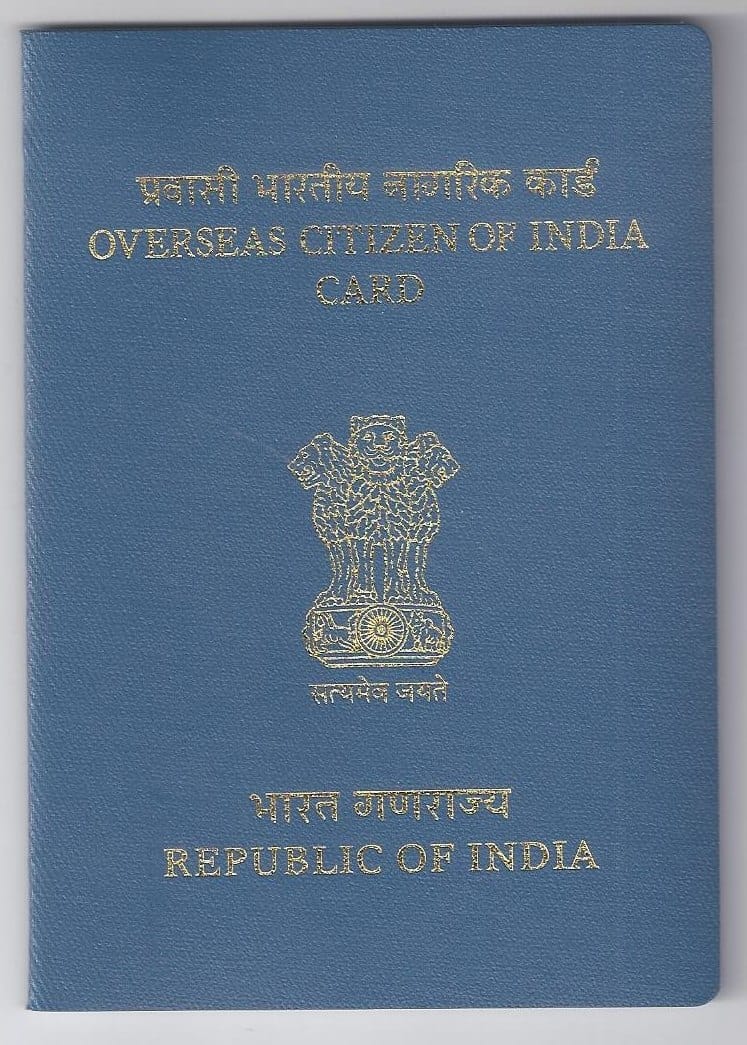 प्रवासी भारतीय नागरिक कार्ड
OVERSEAS CITIZEN OF INDIA
CARD
सत्यमेव जयते
भारत गणराज्य
REPUBLIC OF INDIA